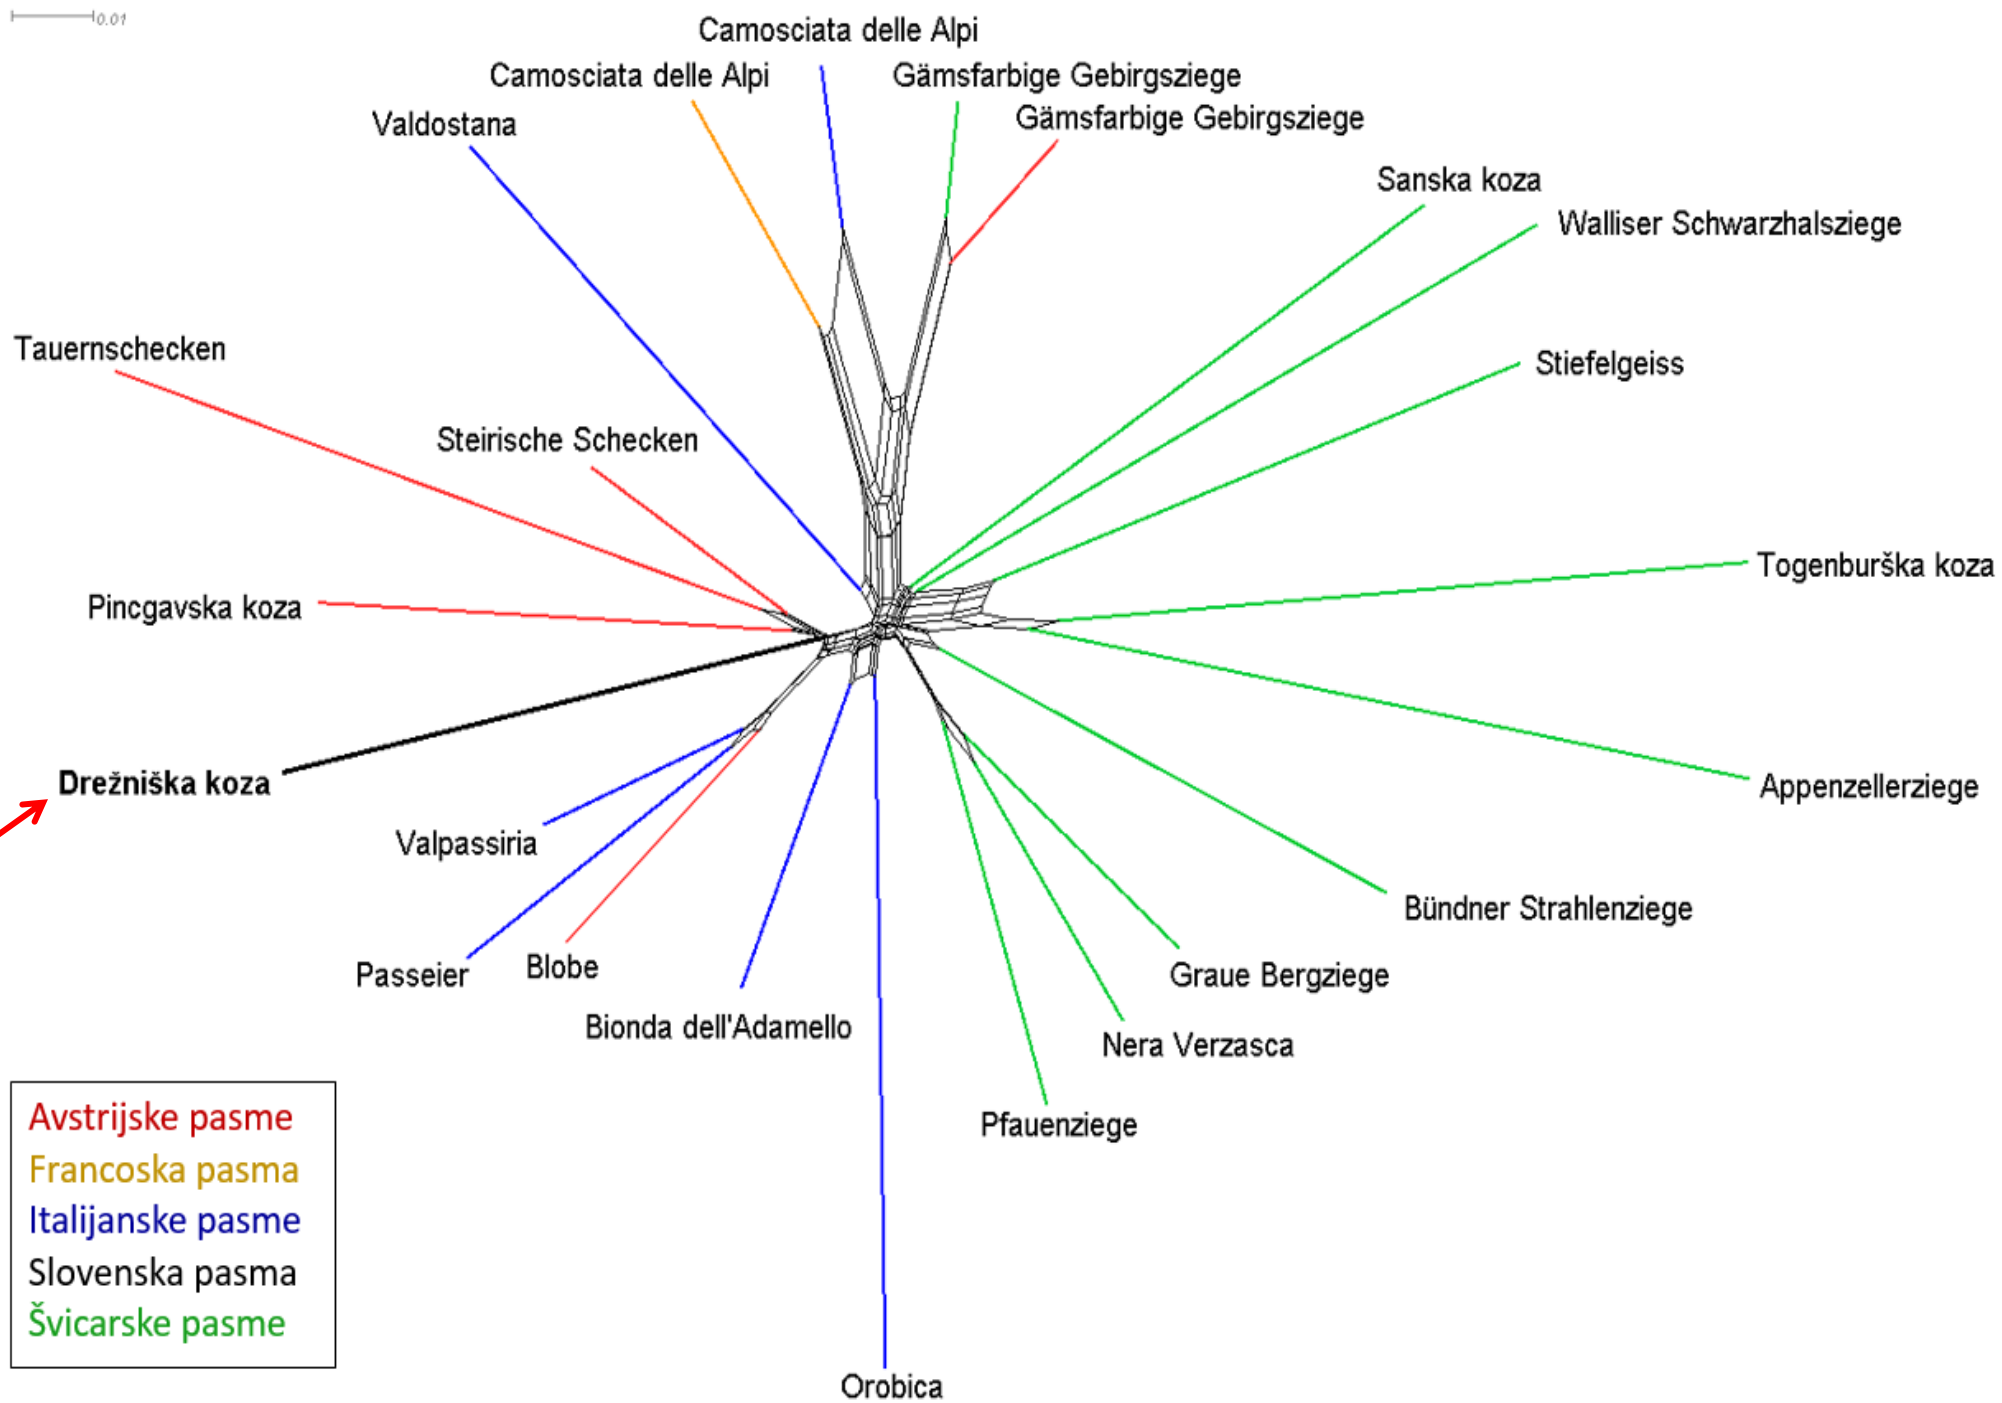 0.01
Camosciata delle Alpi
Camosciata delle Alpi
Gämsfarbige Gebirgsziege
Valdostana
Gämsfarbige Gebirgsziege
Sanska koza
Walliser Schwarzhalsziege
Tauernschecken
Stiefelgeiss
Steirische Schecken
Togenburška koza
Pincgavska koza
Drežniška koza
Appenzellerziege
Valpassiria
Bündner Strahlenziege
Passeier
Blobe
Graue Bergziege
Bionda dell'Adamello
Nera Verzasca
Pfauenziege
Avstrijske pasme
Francoska pasma
Italijanske pasme
Slovenska pasma
Švicarske pasme
Orobica